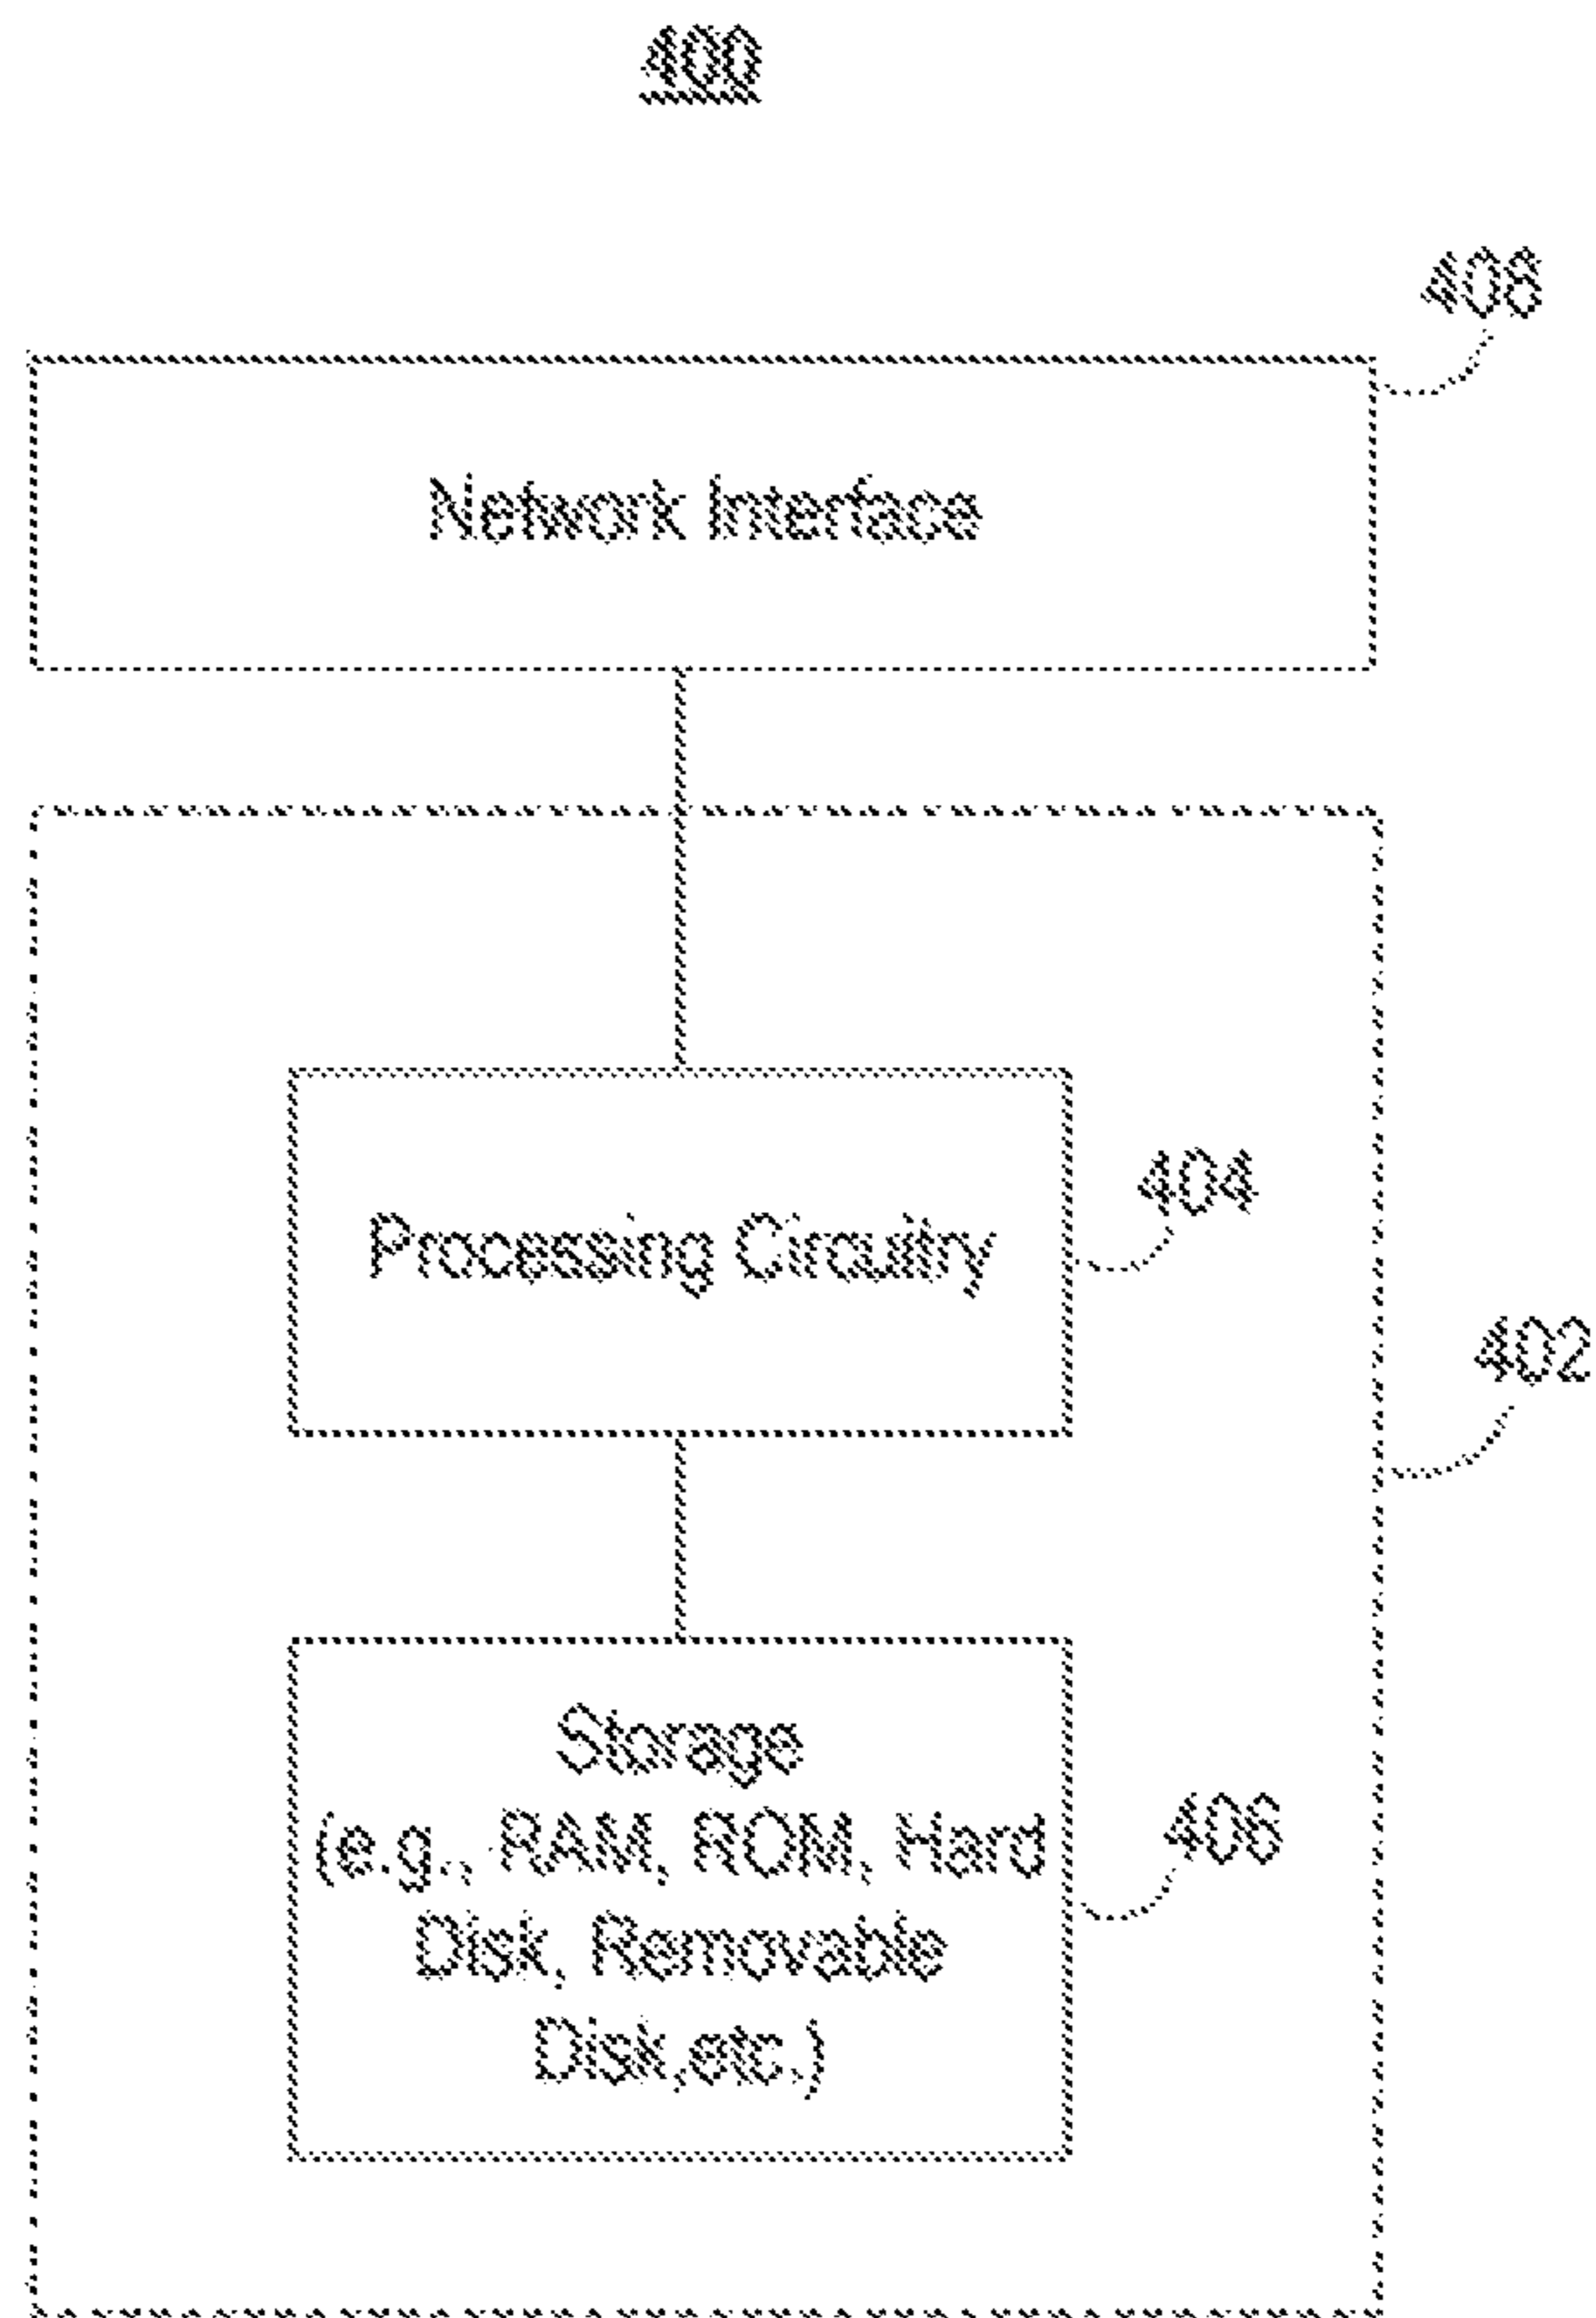 400
408
Network Interface
404
Processing Circuitry
402
Storage
(e.g., RAM, ROM, Hard
Disk, Removable
Disk,etc.)
406